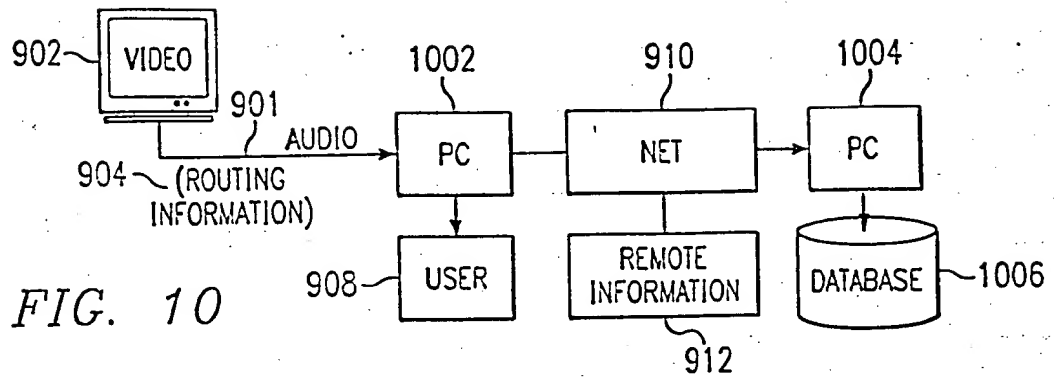 902
VIDEO
901
AUDIO
904
(ROUTING
INFORMATION)
1002
PC
910
NET
1004
PC
908
USER
REMOTE
INFORMATION
912
DATABASE
1006
FIG. 10